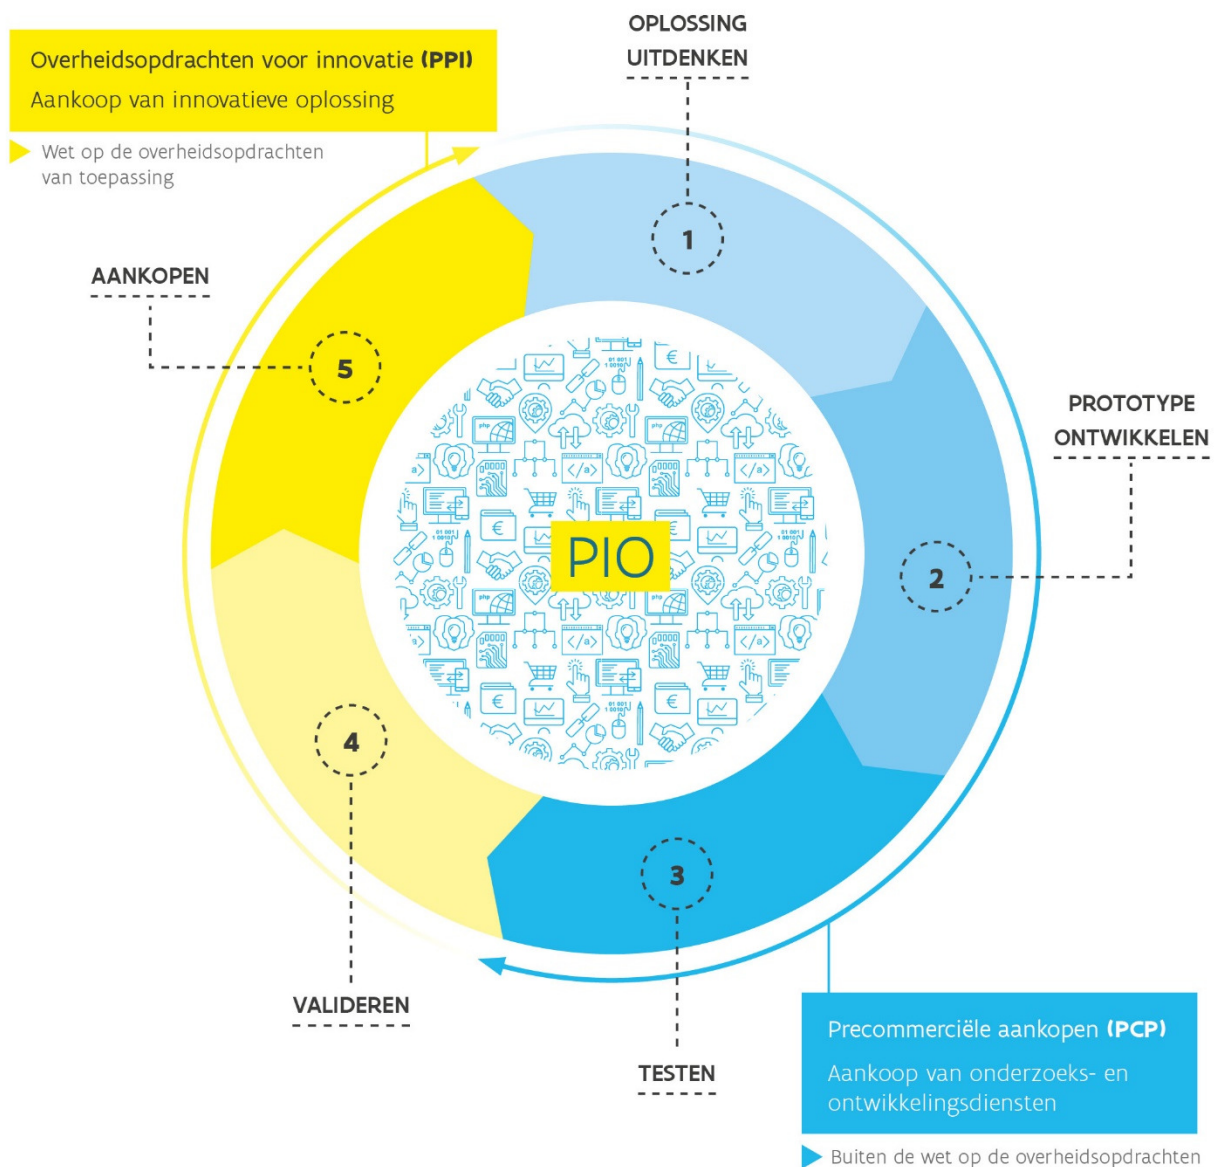 OPLOSSING
UITDENKEN
Overheidsopdrachten voor innovatie (PPI)
Aankoop van innovatieve oplossing
Wet op de overheidsopdrachten
van toepassing
1
AANKOPEN
5
PROTOTYPE
ONTWIKKELEN
PIO
2
4
3
VALIDEREN
TESTEN
Precommerciële aankopen (PCP)
Aankoop van onderzoeks- en
ontwikkelingsdiensten
Buiten de wet op de overheidsopdrachten